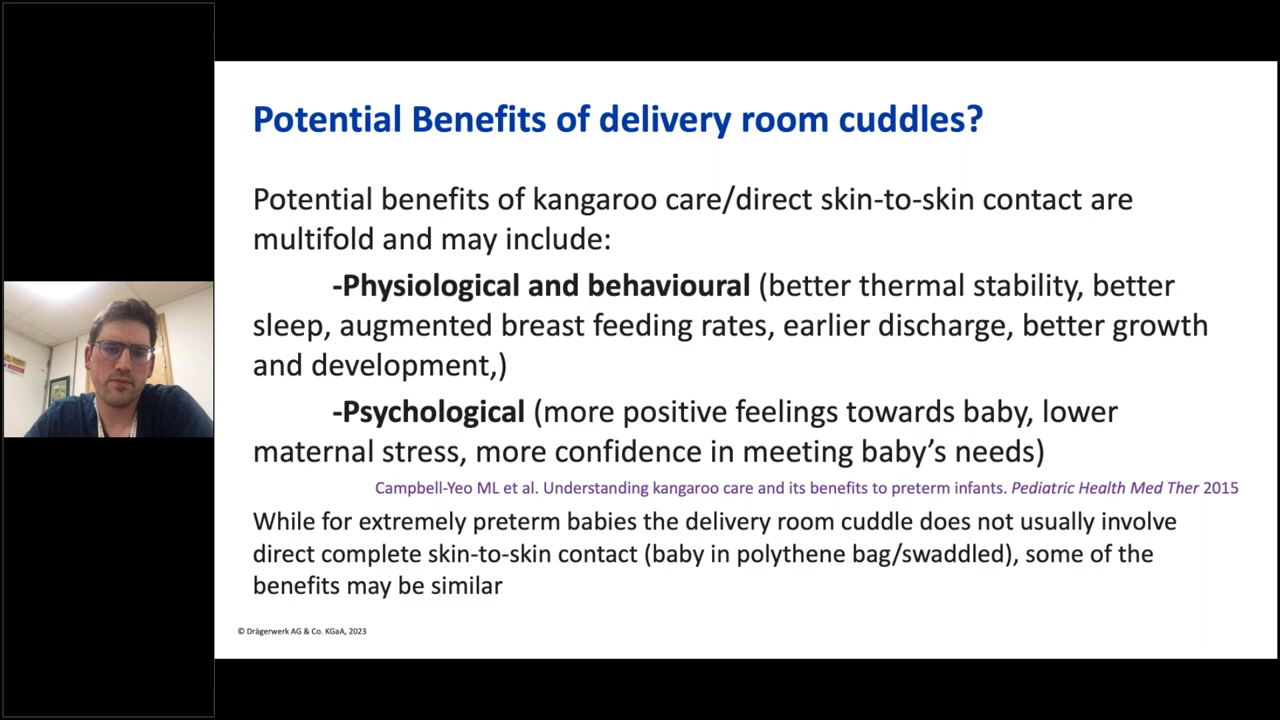 Potential Benefits of delivery room cuddles?
Potential benefits of kangaroo care/direct skin-to-skin contact are
multifold and may include:
-Physiological and behavioural (better thermal stability, better
sleep, augmented breast feeding rates, earlier discharge, better growth
and development,)
-Psychological (more positive feelings towards baby, lower
maternal stress, more confidence in meeting baby’s needs)
Campbell-Yeo ML et al. Understanding kangaroo care and its benefits to preterm infants. Pediatric Health Med Ther 2015
While for extremely preterm babies the delivery room cuddle does not usually involve
direct complete skin-to-skin contact (baby in polythene bag/swaddled), some of the
benefits may be similar
© Drägerwerk AG & Co. KGaA, 2023